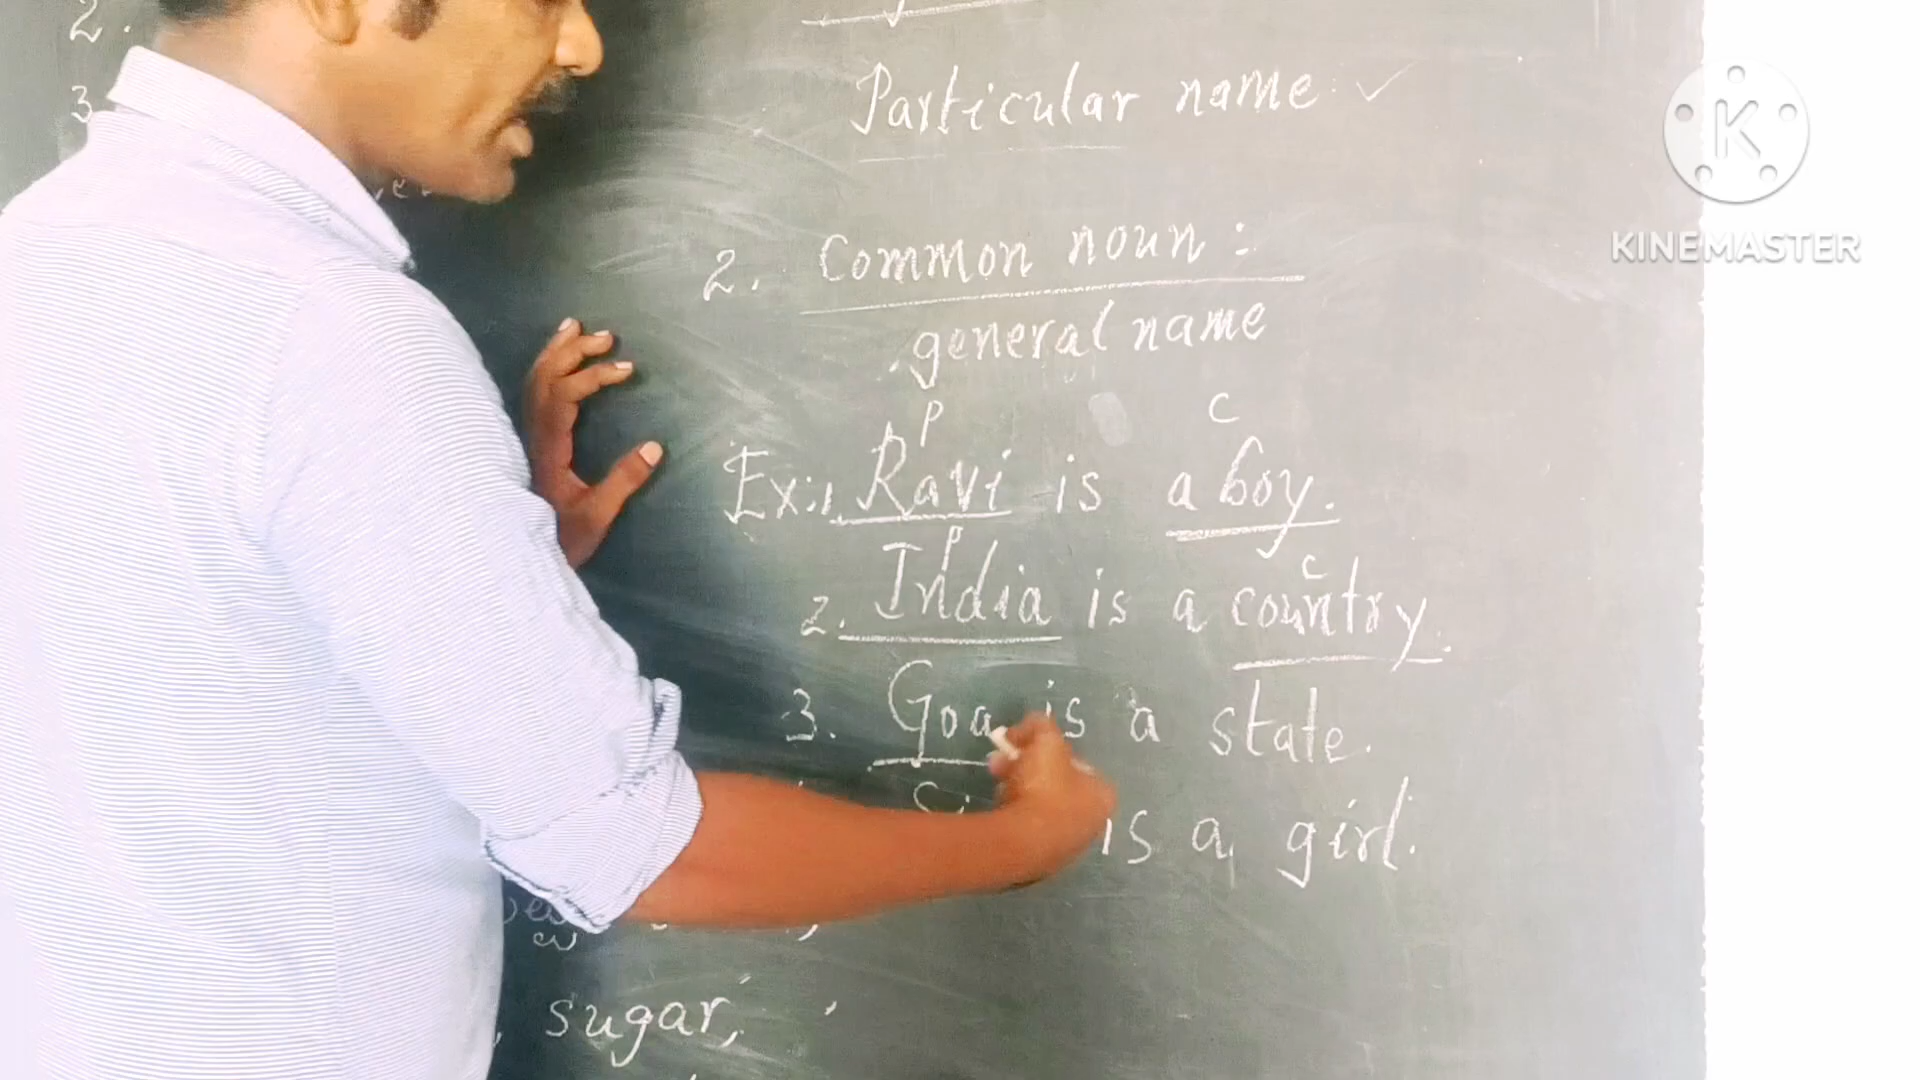 2.
3.
Particular name: ✓
2. Common noun:
general name
P C
Ex:1. Ravi is a boy.
P C
2. India is a country.
3. Goa is a state.
is a girl.
sugar,
K
KINEMASTER